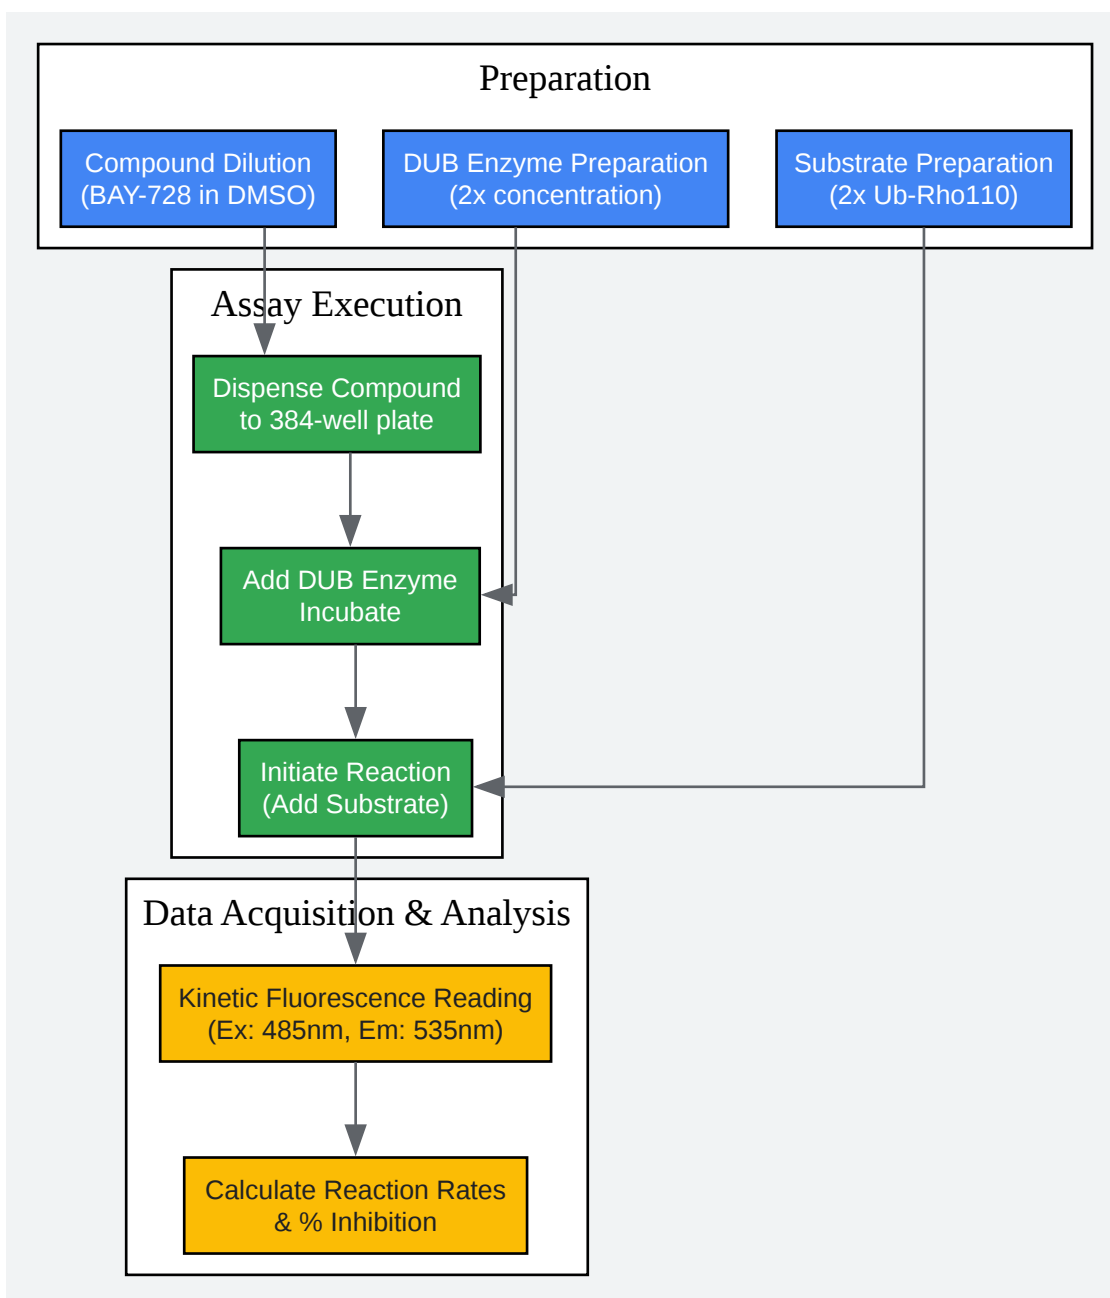 Preparation
Compound Dilution
(BAY-728 in DMSO)
DUB Enzyme Preparation
(2x concentration)
Substrate Preparation
(2x Ub-Rho110)
Assay Execution
Dispense Compound
to 384-well plate
Add DUB Enzyme
Incubate
Initiate Reaction
(Add Substrate)
Data Acquisition & Analysis
Kinetic Fluorescence Reading
(Ex: 485nm, Em: 535nm)
Calculate Reaction Rates
& % Inhibition